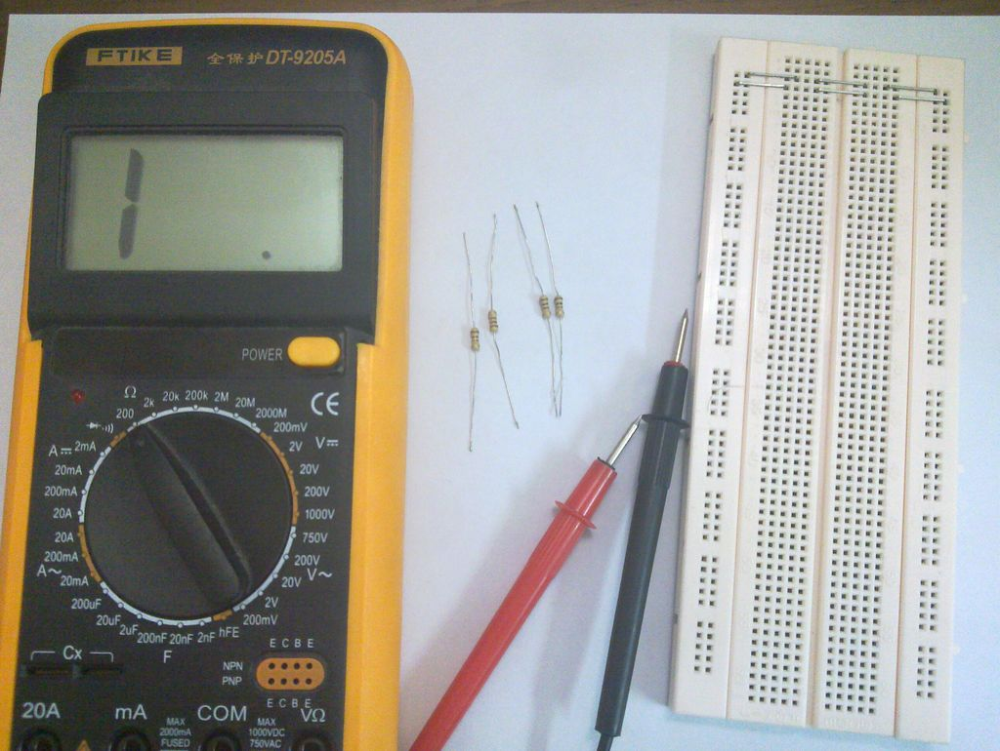 FTIKE 全保护 DT-9205A
1 .
POWER
Ω
200 2k 20k 200k 2M 20M 2000M
CE
200mV 2V 20V 200V 1000V
V
750V 200V 20V 2V 200mV
V~
hFE
2nF 20nF 200nF 2uF 20uF 200uF
F
A~
20mA 200mA 20A
20A 200mA 20mA 2mA
A
Cx
E C B E
NPN
PNP
E C B E
20A mA COM VΩ
MAX
2000mA
FUSED
MAX
1000VDC
750VAC